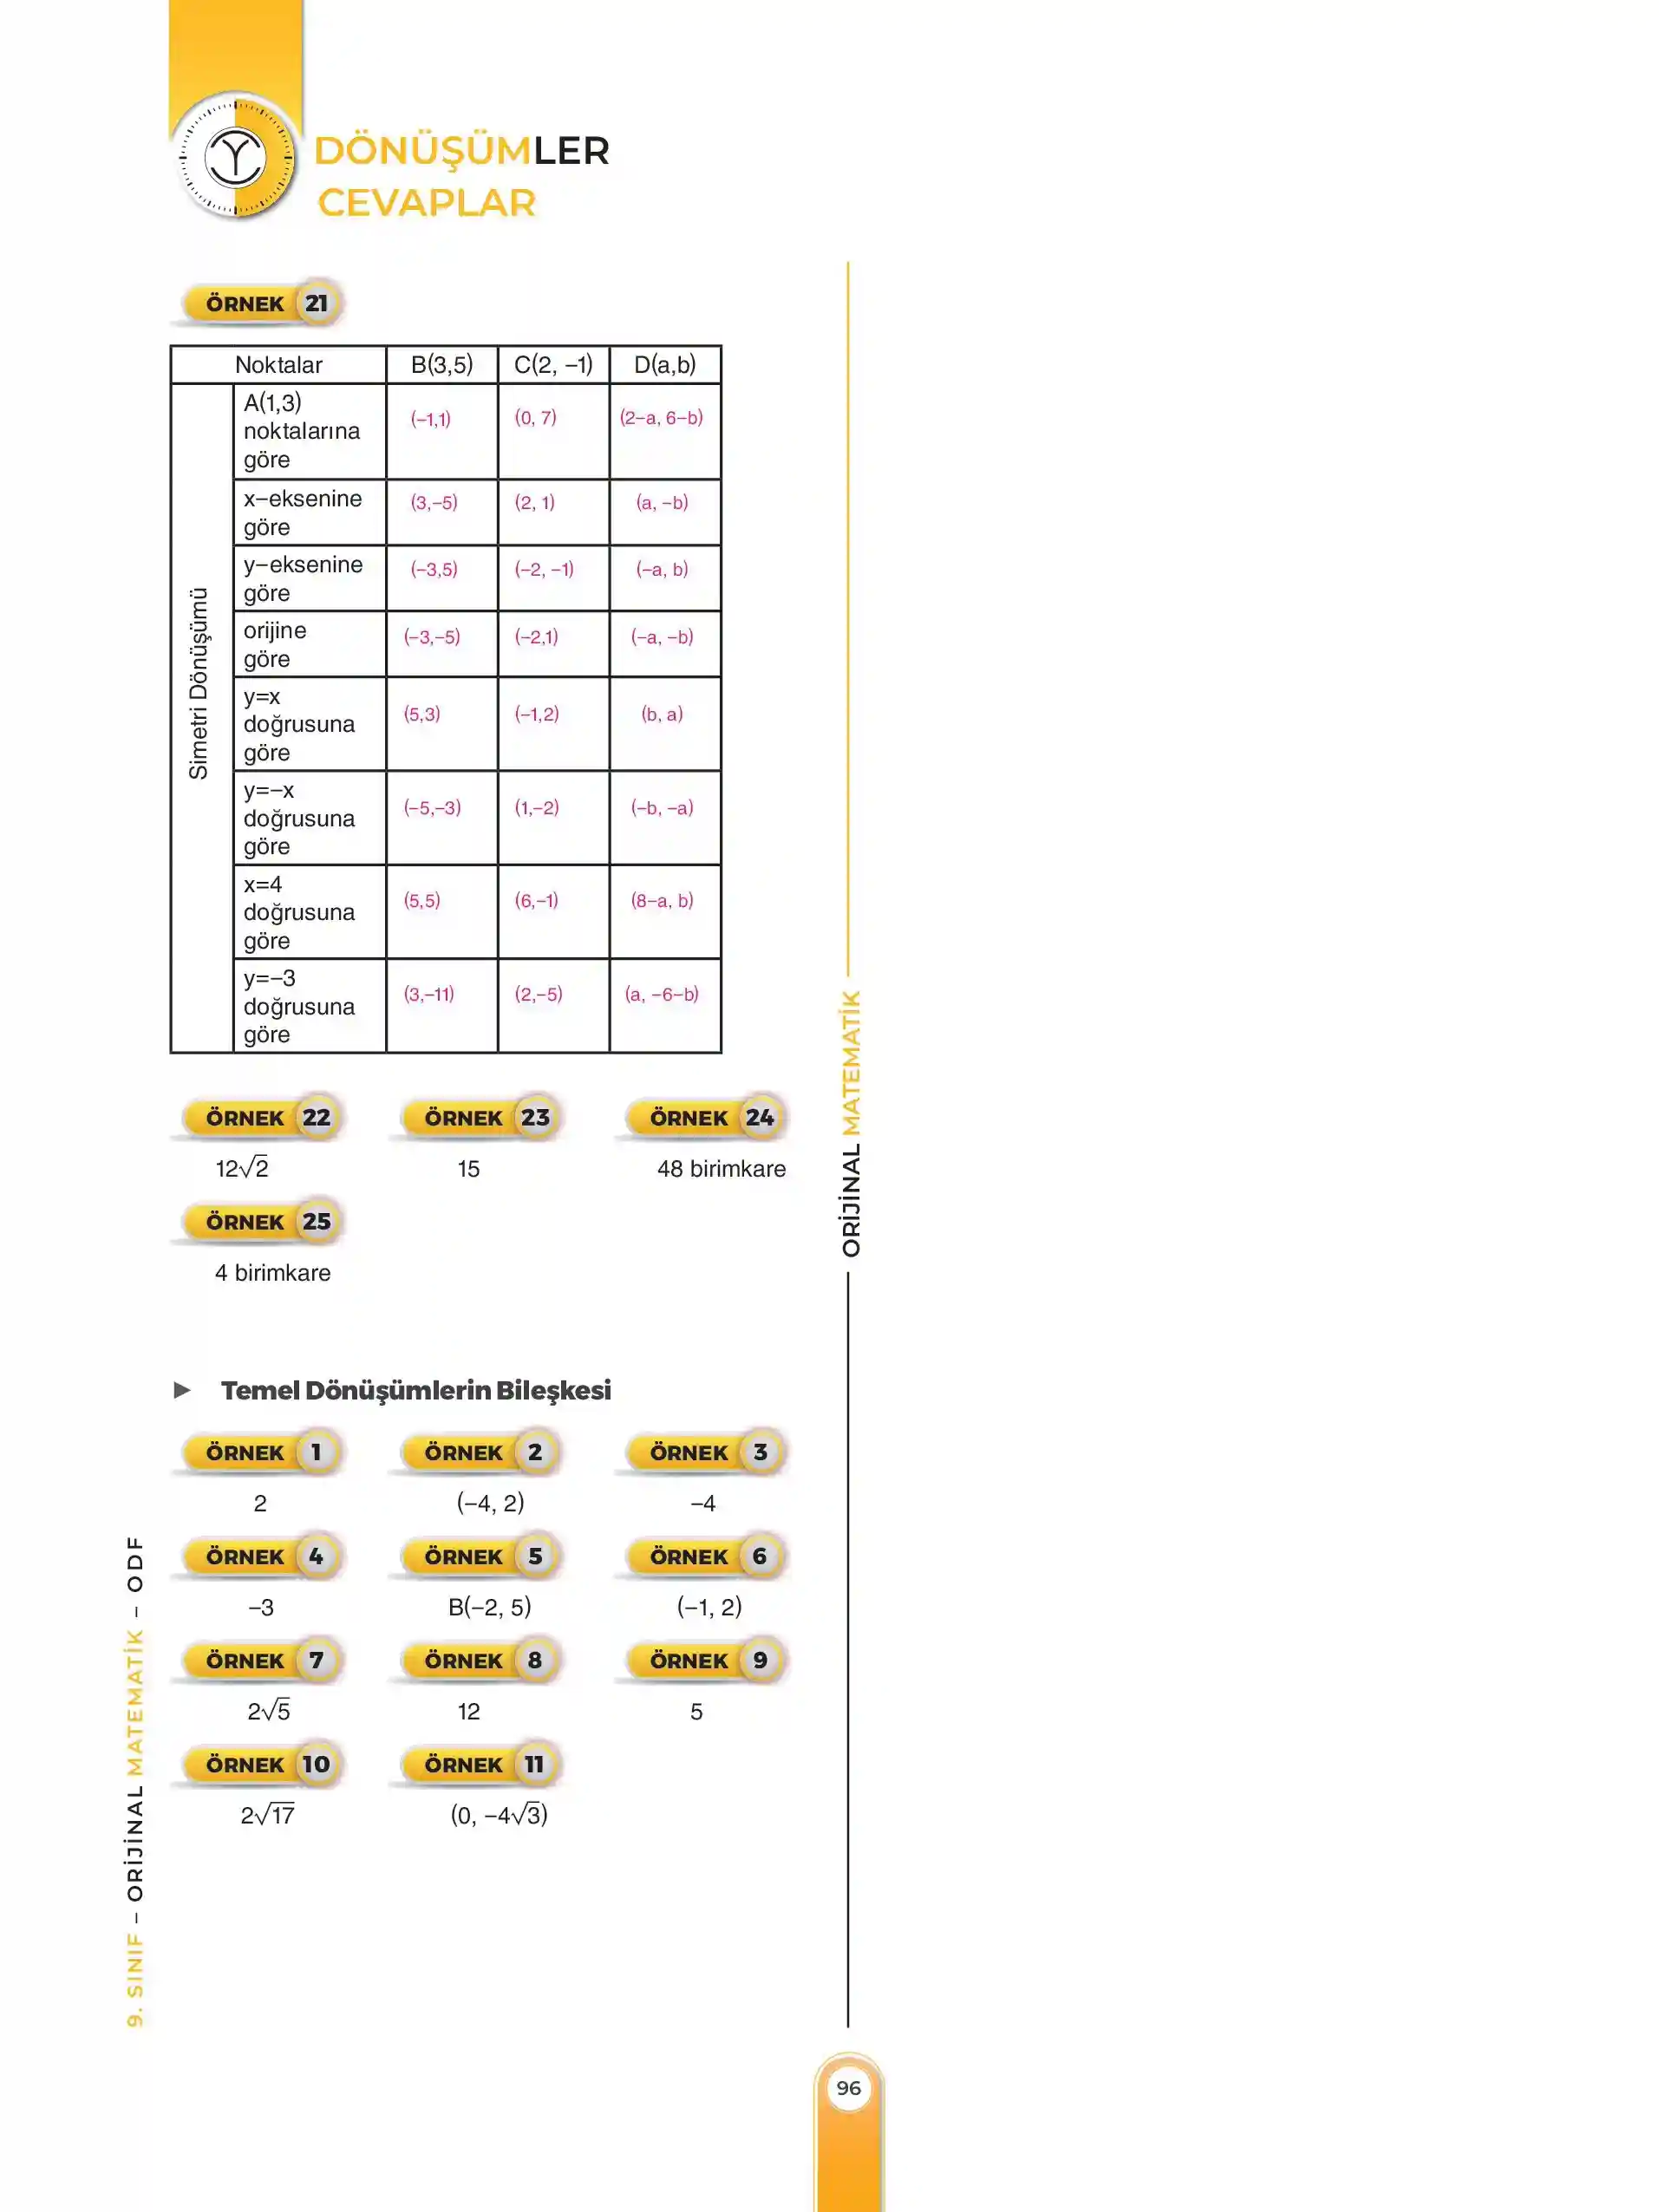 DÖNÜŞÜMLER
CEVAPLAR
ÖRNEK 21
Noktalar B(3,5) C(2, –1) D(a,b)
Simetri Dönüşümü
A(1,3)
noktalarına
göre
(–1,1) (0, 7) (2–a, 6–b)
x–eksenine
göre
(3,–5) (2, 1) (a, –b)
y–eksenine
göre
(–3,5) (–2, –1) (–a, b)
orijine
göre
(–3,–5) (–2,1) (–a, –b)
y=x
doğrusuna
göre
(5,3) (–1,2) (b, a)
y=–x
doğrusuna
göre
(–5,–3) (1,–2) (–b, –a)
x=4
doğrusuna
göre
(5,5) (6,–1) (8–a, b)
y=–3
doğrusuna
göre
(3,–11) (2,–5) (a, –6–b)
ÖRNEK 22 ÖRNEK 23 ÖRNEK 24
12√2 15 48 birimkare
ÖRNEK 25
4 birimkare
► Temel Dönüşümlerin Bileşkesi
ÖRNEK 1 ÖRNEK 2 ÖRNEK 3
2 (–4, 2) –4
ÖRNEK 4 ÖRNEK 5 ÖRNEK 6
–3 B(–2, 5) (–1, 2)
ÖRNEK 7 ÖRNEK 8 ÖRNEK 9
2√5 12 5
ÖRNEK 10 ÖRNEK 11
2√17 (0, –4√3)
ORİJİNAL MATEMATİK
9. SINIF – ORİJİNAL MATEMATİK – ODF
96